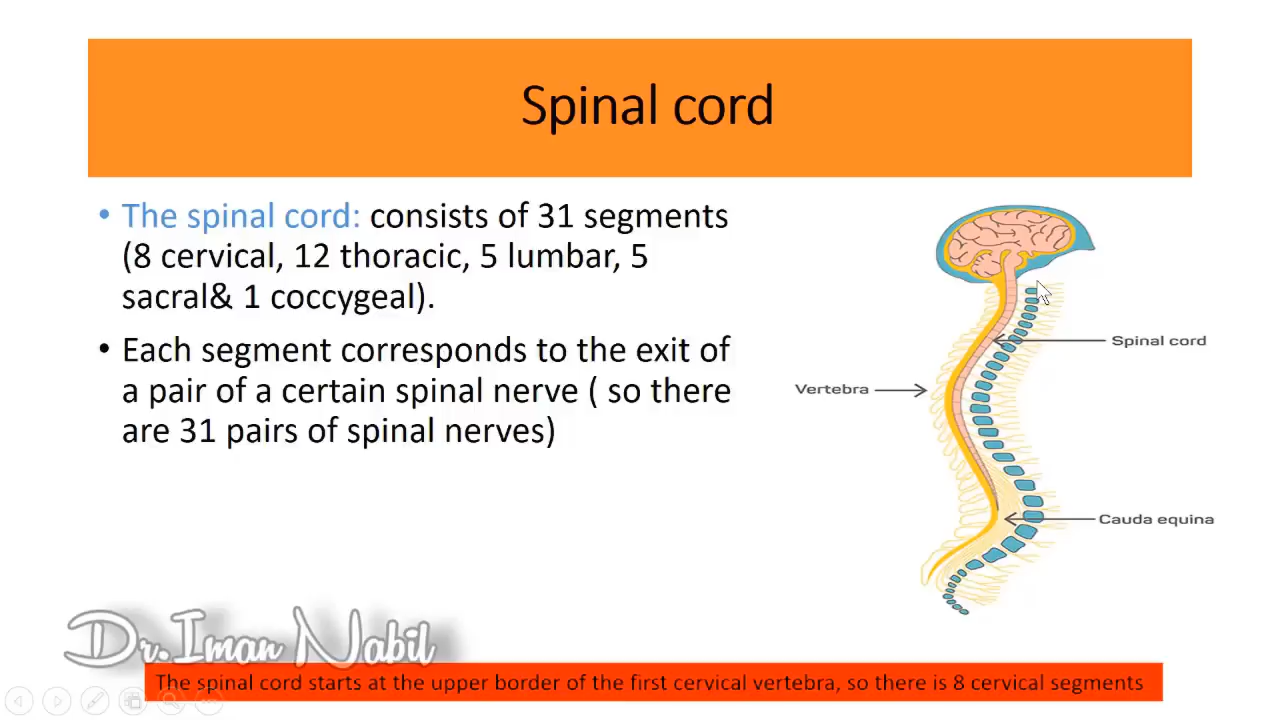 Spinal cord
• The spinal cord: consists of 31 segments
(8 cervical, 12 thoracic, 5 lumbar, 5
sacral& 1 coccygeal).
• Each segment corresponds to the exit of
a pair of a certain spinal nerve ( so there
are 31 pairs of spinal nerves)
Spinal cord
Vertebra
Cauda equina
Dr.Iman Nabil
The spinal cord starts at the upper border of the first cervical vertebra, so there is 8 cervical segments